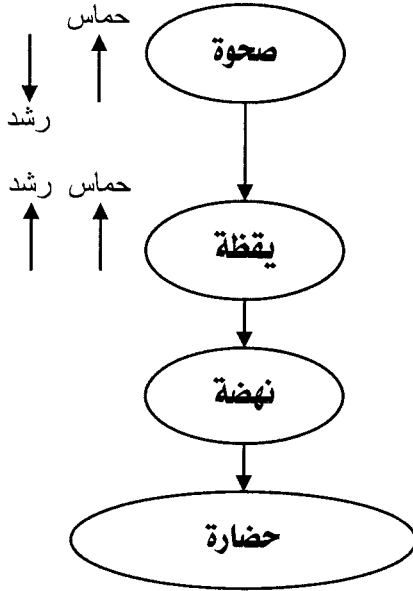 حماس
صحوة
رشد
حماس رشد
يقظة
نهضة
حضارة